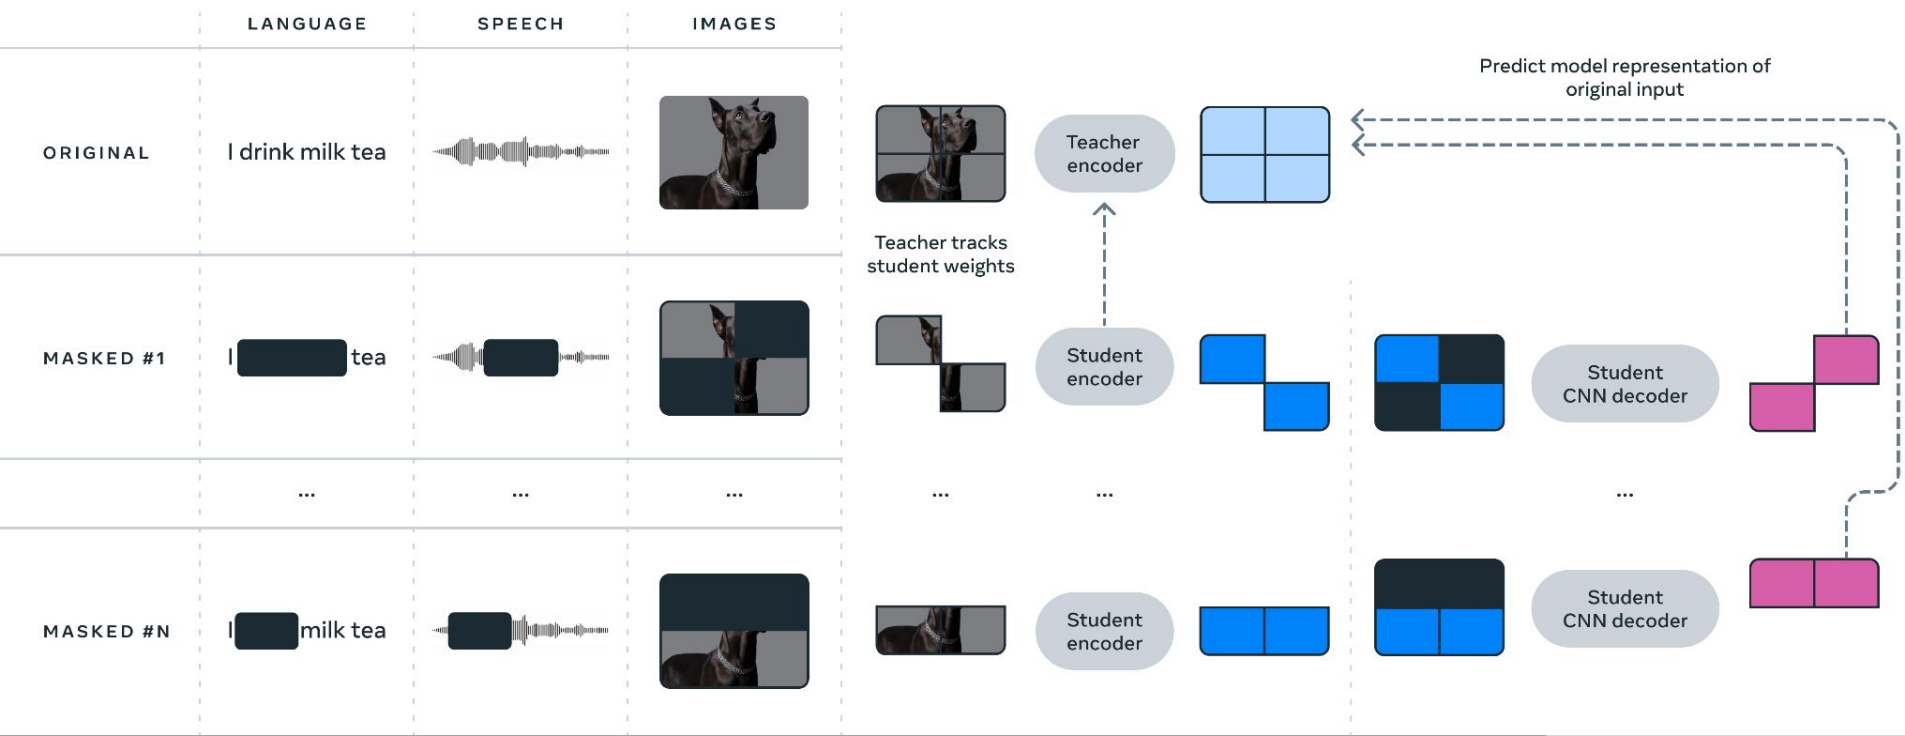 LANGUAGE
SPEECH
IMAGES
Predict model representation of
original input
ORIGINAL
I drink milk tea
Teacher
encoder
Teacher tracks
student weights
MASKED #1
I tea
Student
encoder
Student
CNN decoder
...
...
...
...
...
...
MASKED #N
I milk tea
Student
encoder
Student
CNN decoder